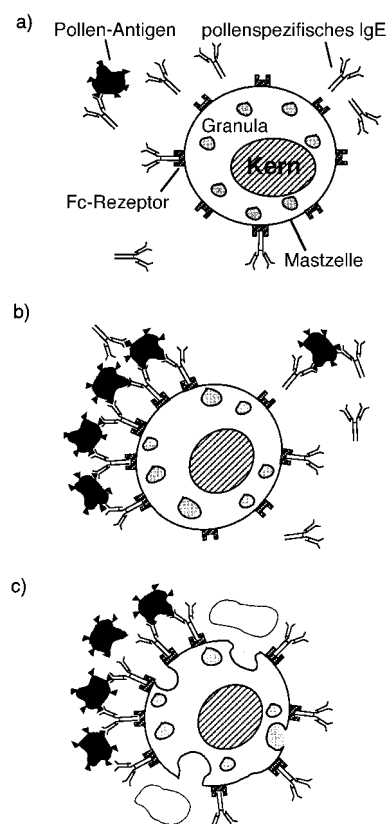 a)
Pollen-Antigen
pollenspezifisches IgE
Granula
Kern
Fc-Rezeptor
Mastzelle
b)
c)